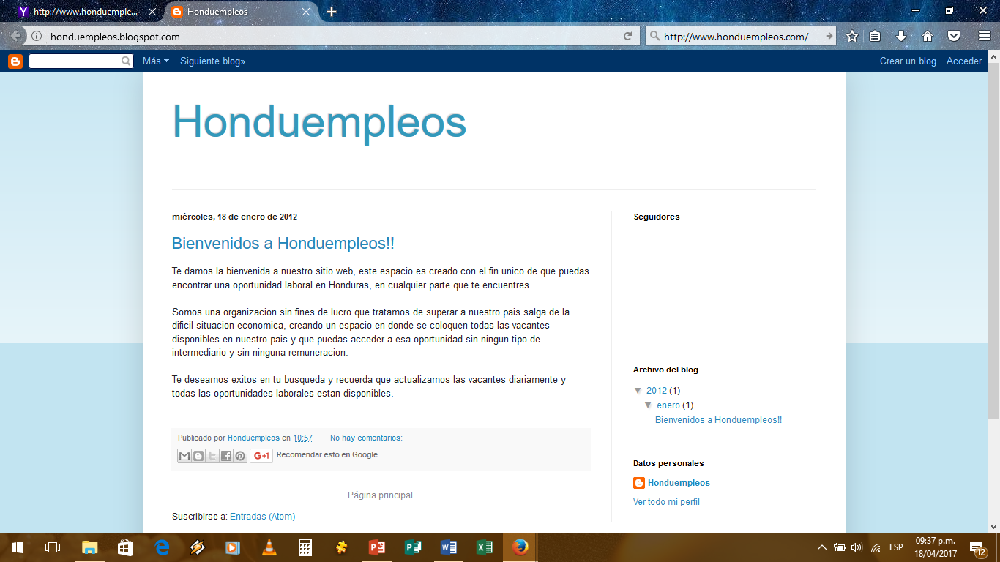 http://www.honduemple...
Honduempleos
honduempleos.blogspot.com
http://www.honduempleos.com/
Más
Siguiente blog»
Crear un blog
Acceder
Honduempleos
miércoles, 18 de enero de 2012
Bienvenidos a Honduempleos!!
Te damos la bienvenida a nuestro sitio web, este espacio es creado con el fin unico de que puedas
encontrar una oportunidad laboral en Honduras, en cualquier parte que te encuentres.
Somos una organizacion sin fines de lucro que tratamos de superar a nuestro pais salga de la
dificil situacion economica, creando un espacio en donde se coloquen todas las vacantes
disponibles en nuestro pais y que puedas acceder a esa oportunidad sin ningun tipo de
intermediario y sin ninguna remuneracion.
Te deseamos exitos en tu busqueda y recuerda que actualizamos las vacantes diariamente y
todas las oportunidades laborales estan disponibles.
Publicado por Honduempleos en 10:57 No hay comentarios:
G+1 Recomendar esto en Google
Página principal
Suscribirse a: Entradas (Atom)
Seguidores
Archivo del blog
▼ 2012 (1)
▼ enero (1)
Bienvenidos a Honduempleos!!
Datos personales
Honduempleos
Ver todo mi perfil
ESP
09:37 p.m.
18/04/2017
12